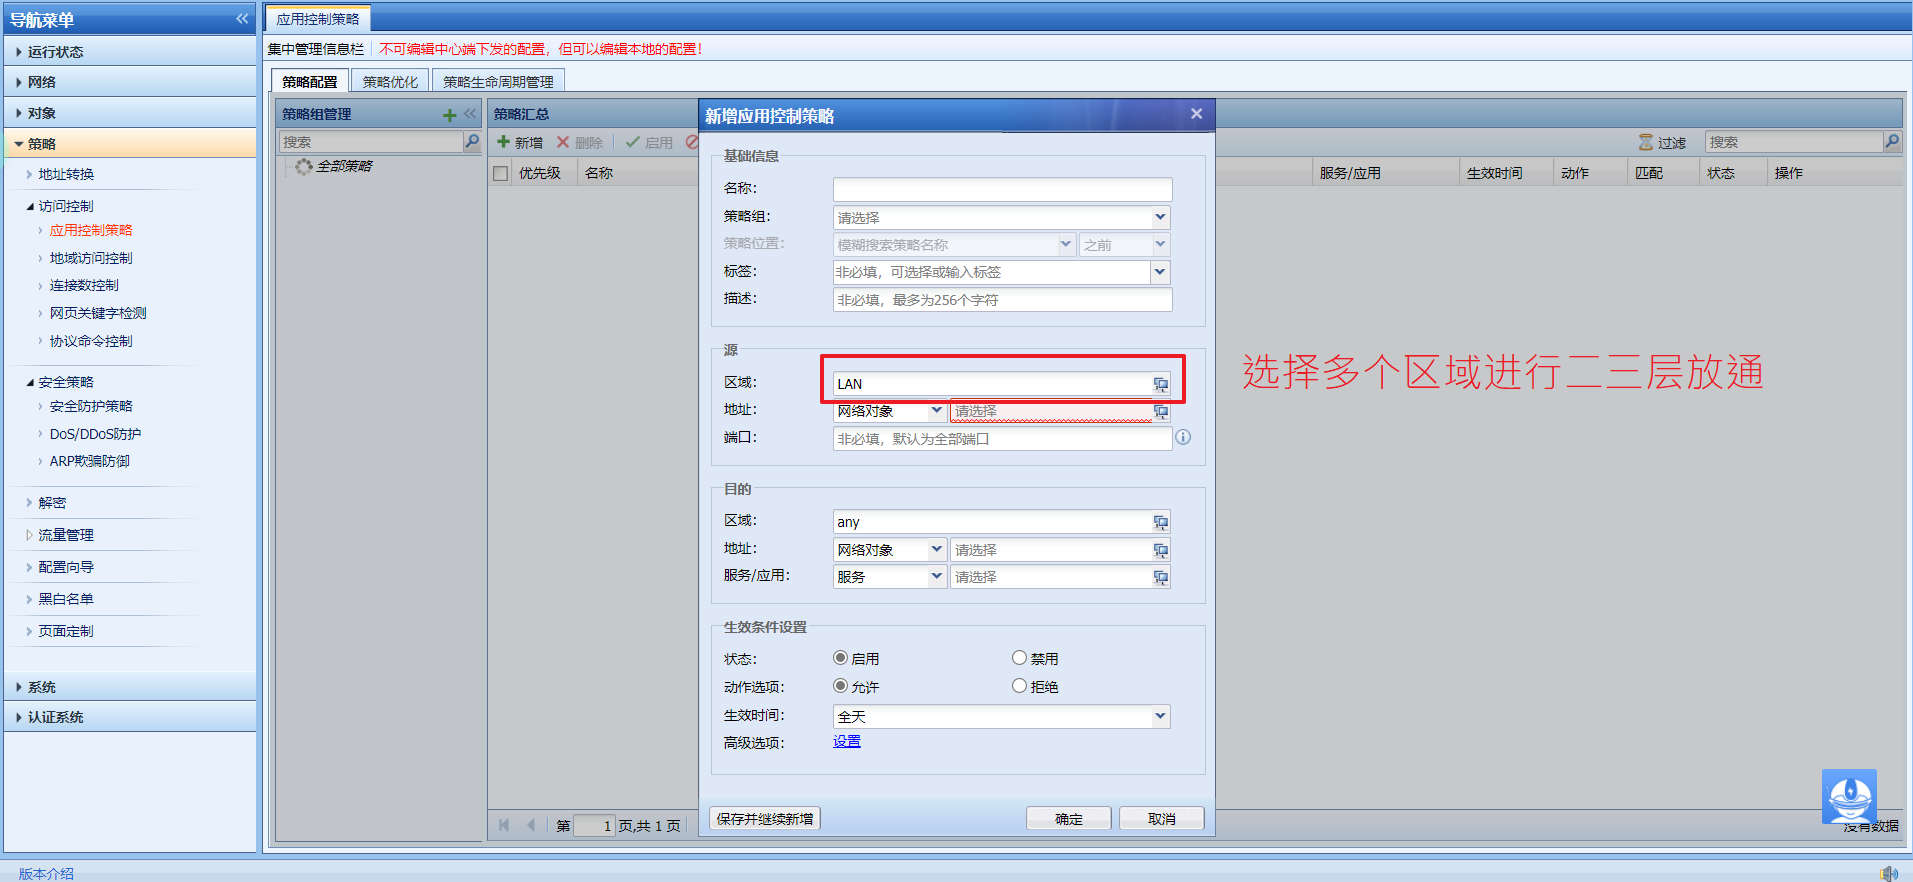 导航菜单
运行状态
网络
对象
策略
地址转换
访问控制
应用控制策略
地域访问控制
连接数控制
网页关键字检测
协议命令控制
安全策略
安全防护策略
DoS/DDoS防护
ARP欺骗防御
解密
流量管理
配置向导
黑白名单
页面定制
系统
认证系统
版本介绍
应用控制策略
集中管理信息栏 不可编辑中心端下发的配置，但可以编辑本地的配置！
策略配置 策略优化 策略生命周期管理
策略组管理
搜索
全部策略
策略汇总
新增 删除 启用
过滤 搜索
优先级 名称 服务/应用 生效时间 动作 匹配 状态 操作
新增应用控制策略
基础信息
名称：
策略组： 请选择
策略位置： 模糊搜索策略名称 之前
标签： 非必填，可选择或输入标签
描述： 非必填，最多为256个字符
源
区域： LAN
地址： 网络对象 请选择
端口： 非必填，默认为全部端口
目的
区域： any
地址： 网络对象 请选择
服务/应用： 服务 请选择
生效条件设置
状态： 启用 禁用
动作选项： 允许 拒绝
生效时间： 全天
高级选项： 设置
保存并继续新增 确定 取消
选择多个区域进行二三层放通
第 1 页,共 1 页
没有数据